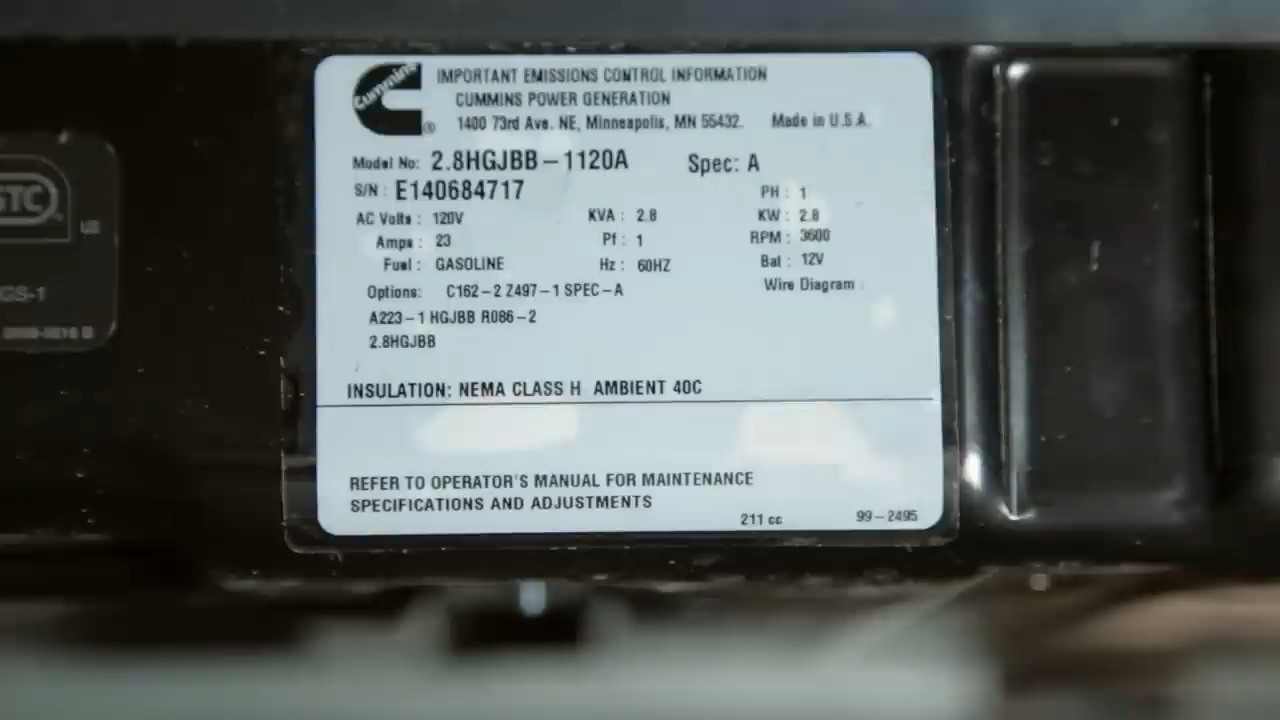 Cummins
®
IMPORTANT EMISSIONS CONTROL INFORMATION
CUMMINS POWER GENERATION
1400 73rd Ave. NE, Minneapolis, MN 55432. Made in U.S.A.
Model No: 2.8HGJBB-1120A Spec: A
S/N: E140684717 PH: 1
AC Volts: 120V KVA: 2.8 KW: 2.8
Amps: 23 Pf: 1 RPM: 3600
Fuel: GASOLINE Hz: 60HZ Bat: 12V
Options: C162-2 Z497-1 SPEC-A Wire Diagram
A223-1 HGJBB R086-2
2.8HGJBB
INSULATION: NEMA CLASS H AMBIENT 40C
REFER TO OPERATOR'S MANUAL FOR MAINTENANCE
SPECIFICATIONS AND ADJUSTMENTS
211 cc 99-2495
STC
US
GS-1